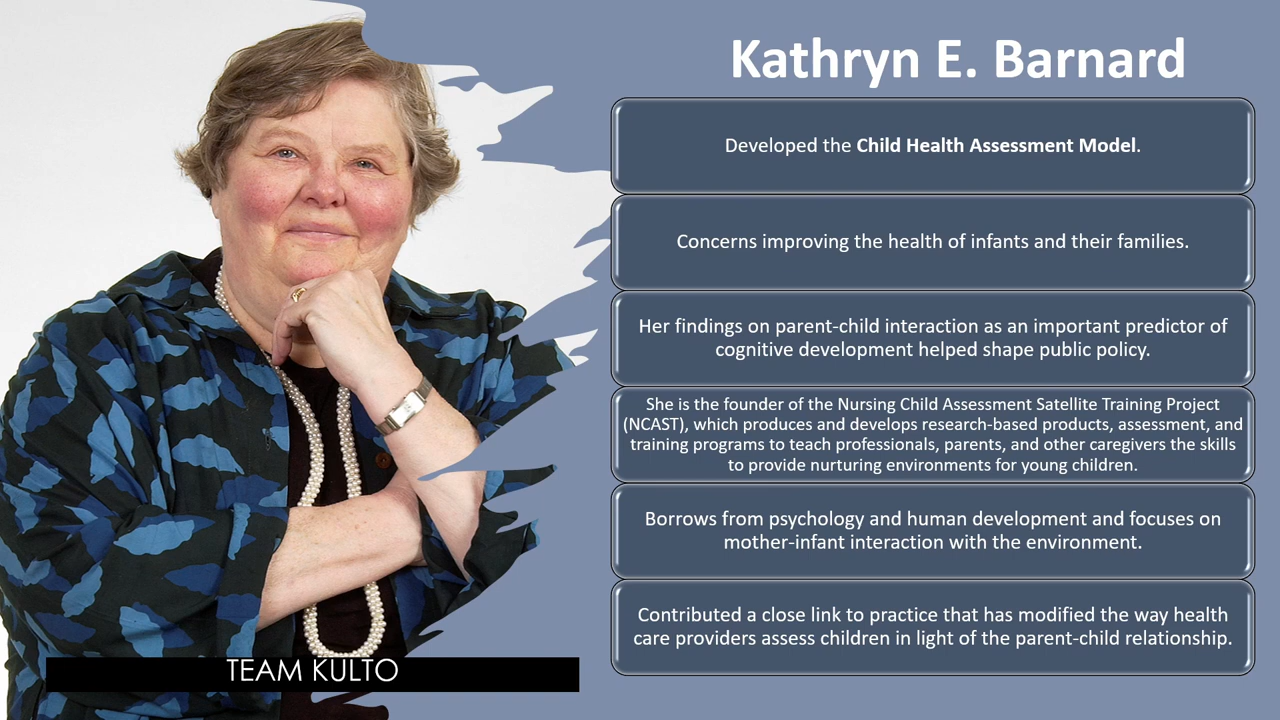 Kathryn E. Barnard
Developed the Child Health Assessment Model.
Concerns improving the health of infants and their families.
Her findings on parent-child interaction as an important predictor of
cognitive development helped shape public policy.
She is the founder of the Nursing Child Assessment Satellite Training Project
(NCAST), which produces and develops research-based products, assessment, and
training programs to teach professionals, parents, and other caregivers the skills
to provide nurturing environments for young children.
Borrows from psychology and human development and focuses on
mother-infant interaction with the environment.
Contributed a close link to practice that has modified the way health
care providers assess children in light of the parent-child relationship.
TEAM KULTO